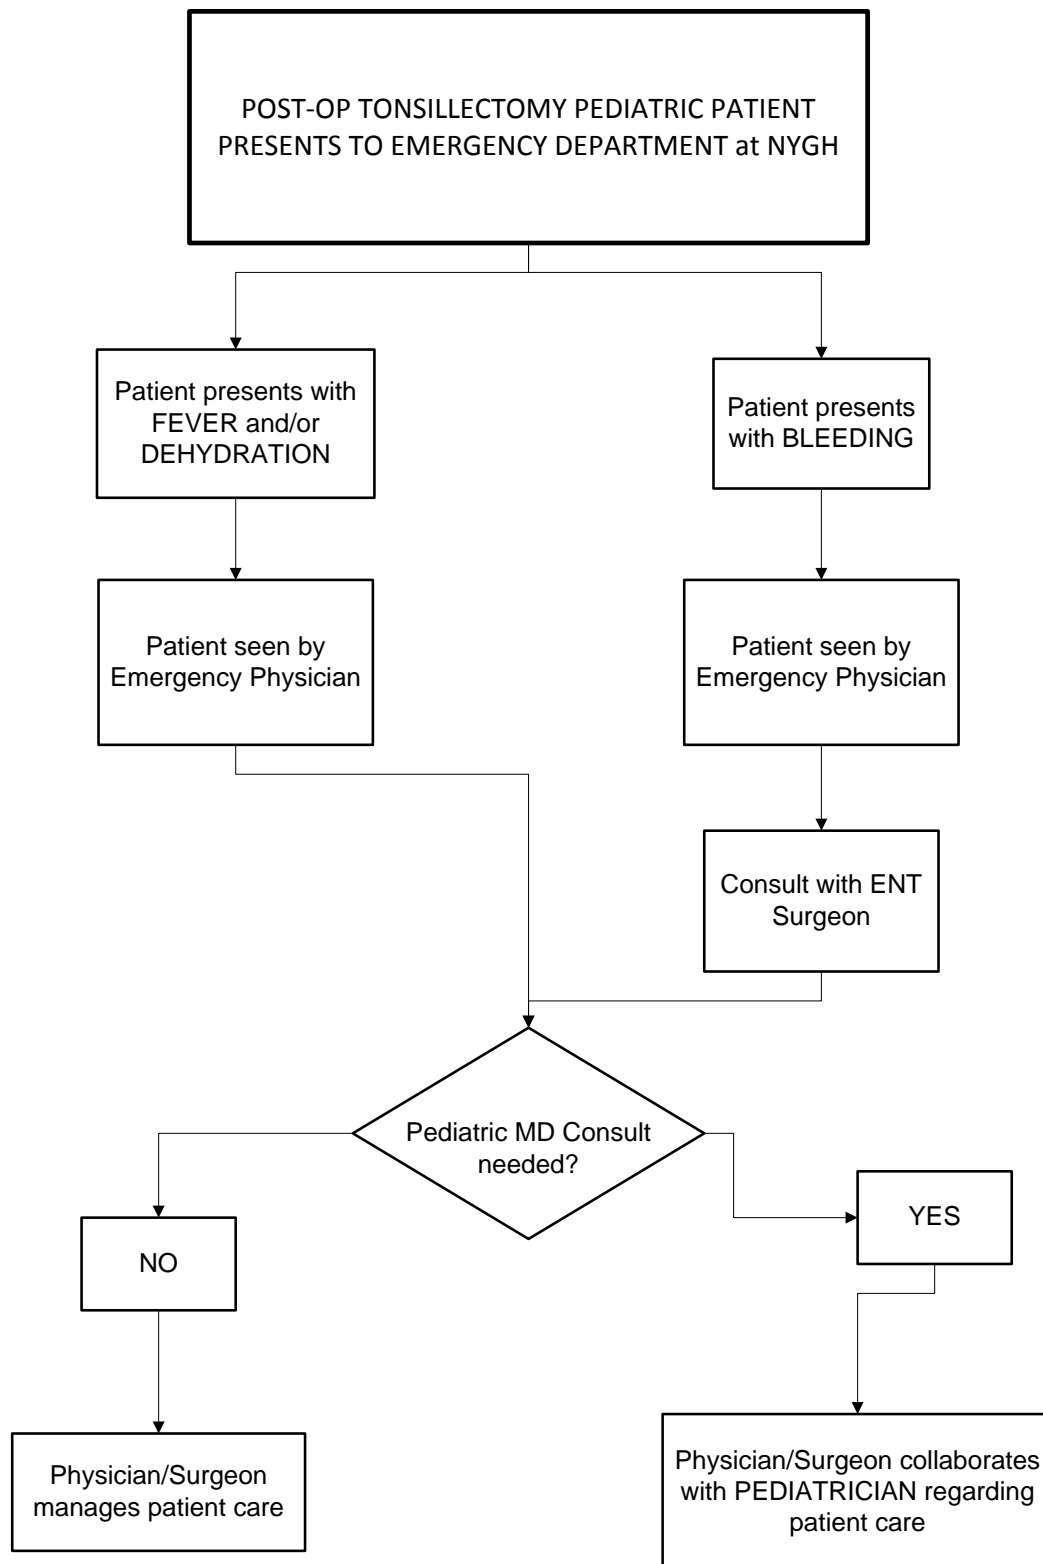 POST-OP TONSILLECTOMY PEDIATRIC PATIENT
PRESENTS TO EMERGENCY DEPARTMENT at NYGH
Patient presents with
FEVER and/or
DEHYDRATION
Patient presents
with BLEEDING
Patient seen by
Emergency Physician
Patient seen by
Emergency Physician
Consult with ENT
Surgeon
Pediatric MD Consult
needed?
NO
YES
Physician/Surgeon
manages patient care
Physician/Surgeon collaborates
with PEDIATRICIAN regarding
patient care